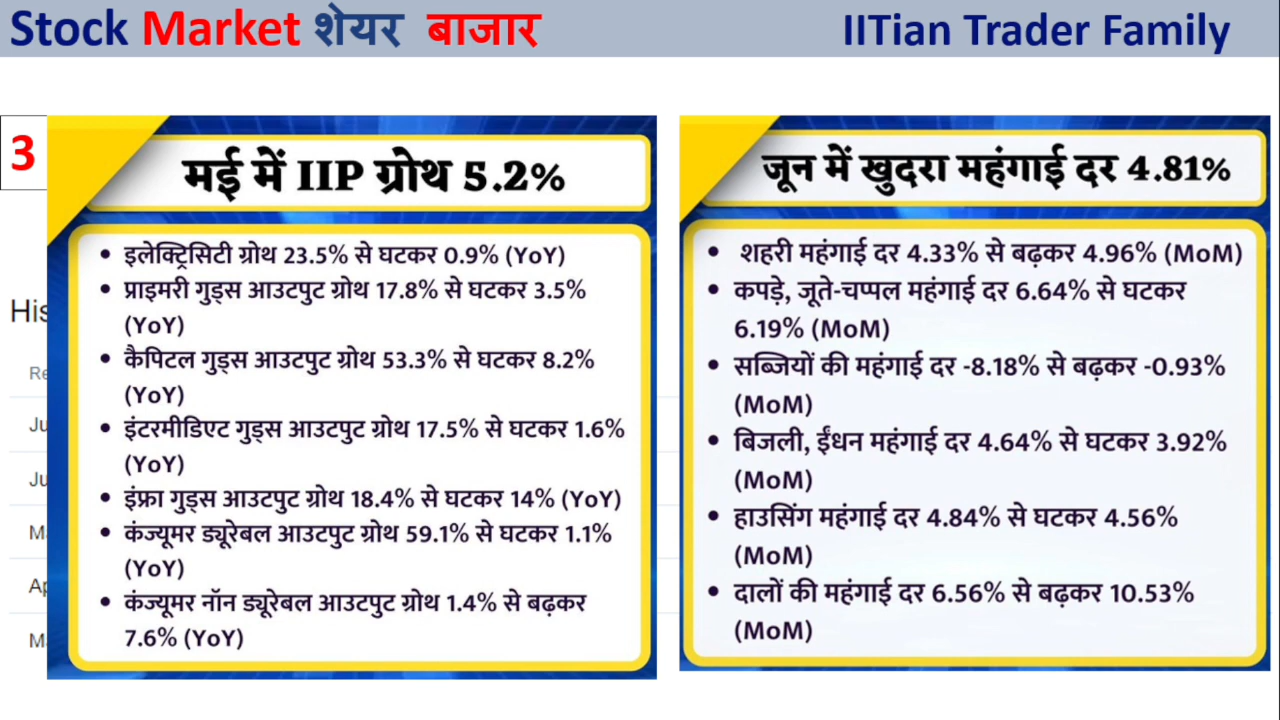 Stock Market शेयर बाजार
IITian Trader Family
3
मई में IIP ग्रोथ 5.2%
• इलेक्ट्रिसिटी ग्रोथ 23.5% से घटकर 0.9% (YoY)
• प्राइमरी गुड्स आउटपुट ग्रोथ 17.8% से घटकर 3.5%
(YoY)
• कैपिटल गुड्स आउटपुट ग्रोथ 53.3% से घटकर 8.2%
(YoY)
• इंटरमीडिएट गुड्स आउटपुट ग्रोथ 17.5% से घटकर 1.6%
(YoY)
• इंफ्रा गुड्स आउटपुट ग्रोथ 18.4% से घटकर 14% (YoY)
• कंज्यूमर ड्यूरेबल आउटपुट ग्रोथ 59.1% से घटकर 1.1%
(YoY)
• कंज्यूमर नॉन ड्यूरेबल आउटपुट ग्रोथ 1.4% से बढ़कर
7.6% (YoY)
जून में खुदरा महंगाई दर 4.81%
• शहरी महंगाई दर 4.33% से बढ़कर 4.96% (MoM)
• कपड़े, जूते-चप्पल महंगाई दर 6.64% से घटकर
6.19% (MoM)
• सब्जियों की महंगाई दर -8.18% से बढ़कर -0.93%
(MoM)
• बिजली, ईंधन महंगाई दर 4.64% से घटकर 3.92%
(MoM)
• हाउसिंग महंगाई दर 4.84% से घटकर 4.56%
(MoM)
• दालों की महंगाई दर 6.56% से बढ़कर 10.53%
(MoM)